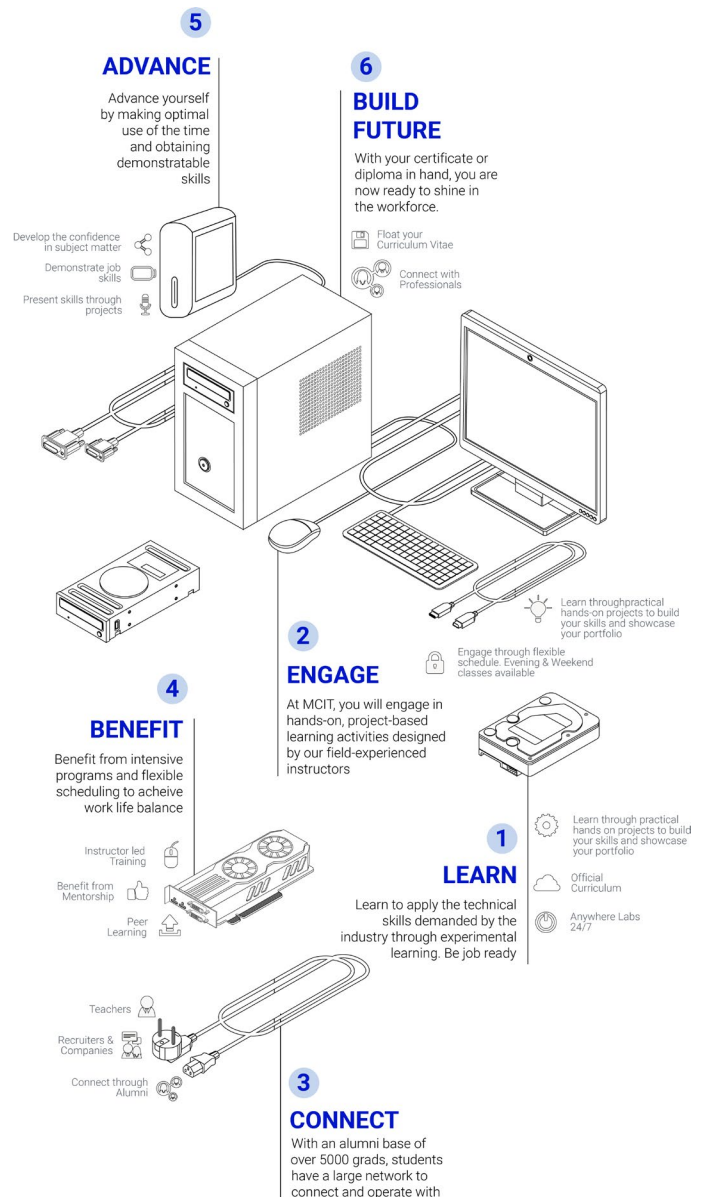 5
ADVANCE
Advance yourself
by making optimal
use of the time
and obtaining
demonstratable
skills
Develop the confidence
in subject matter
Demonstrate job
skills
Present skills through
projects
6
BUILD
FUTURE
With your certificate or
diploma in hand, you are
now ready to shine in
the workforce.
Float your
Curriculum Vitae
Connect with
Professionals
2
ENGAGE
At MCIT, you will engage in
hands-on, project-based
learning activities designed
by our field-experienced
instructors
Learn throughpractical
hands-on projects to build
your skills and showcase
your portfolio
Engage through flexible
schedule. Evening & Weekend
classes available
4
BENEFIT
Benefit from intensive
programs and flexible
scheduling to acheive
work life balance
Instructor led
Training
Benefit from
Mentorship
Peer
Learning
1
LEARN
Learn to apply the technical
skills demanded by the
industry through experimental
learning. Be job ready
Learn through practical
hands on projects to build
your skills and showcase
your portfolio
Official
Curriculum
Anywhere Labs
24/7
Teachers
Recruiters &
Companies
Connect through
Alumni
3
CONNECT
With an alumni base of
over 5000 grads, students
have a large network to
connect and operate with